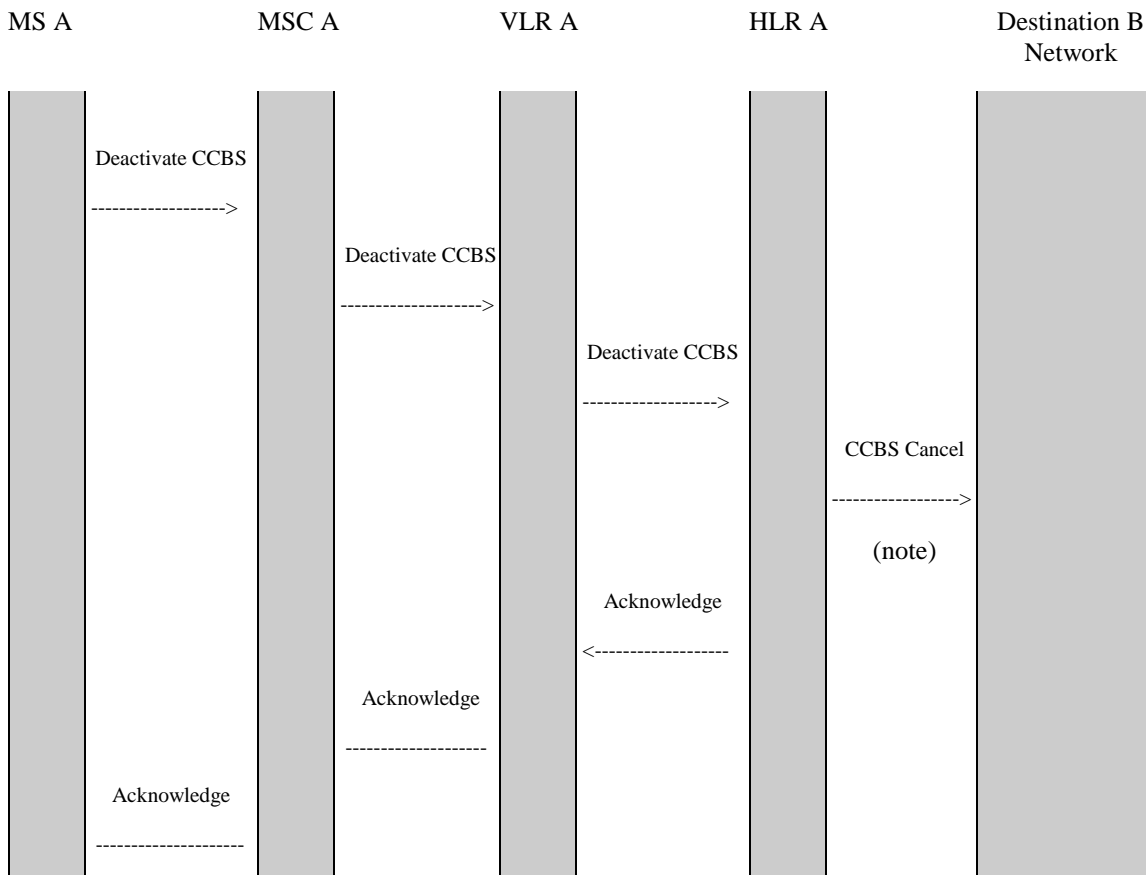 MS A MSC A VLR A HLR A Destination B
Network
Deactivate CCBS
------------------->
Deactivate CCBS
-------------------->
Deactivate CCBS
------------------->
CCBS Cancel
------------------>
(note)
Acknowledge
<-------------------
Acknowledge
--------------------
Acknowledge
---------------------